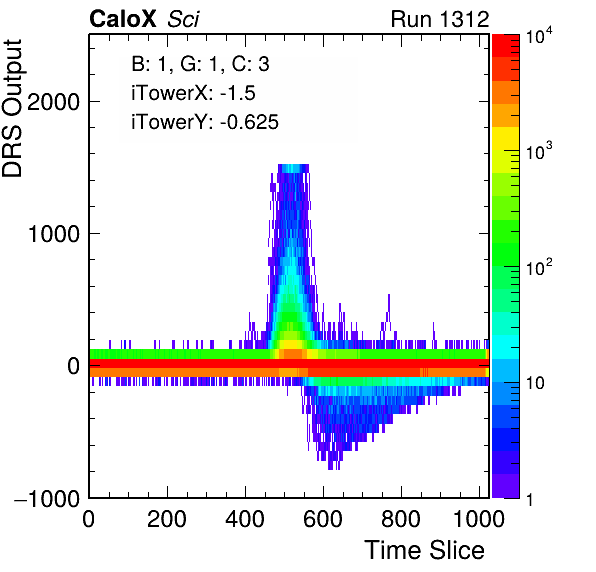 CaloX Sci Run 1312
B: 1, G: 1, C: 3
iTowerX: -1.5
iTowerY: -0.625
DRS Output
2000
1000
0
−1000
0 200 400 600 800 1000
Time Slice
10⁴
10³
10²
10
1